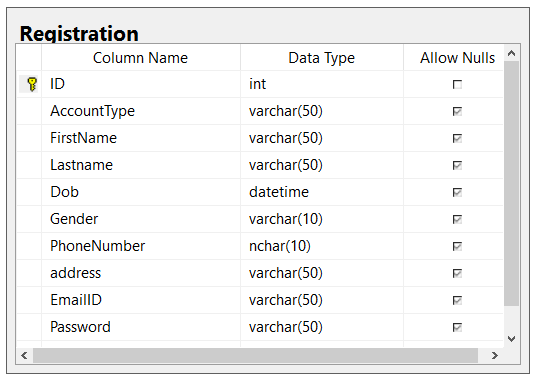 Registration
Column Name Data Type Allow Nulls
ID int
AccountType varchar(50)
FirstName varchar(50)
Lastname varchar(50)
Dob datetime
Gender varchar(10)
PhoneNumber nchar(10)
address varchar(50)
EmailID varchar(50)
Password varchar(50)